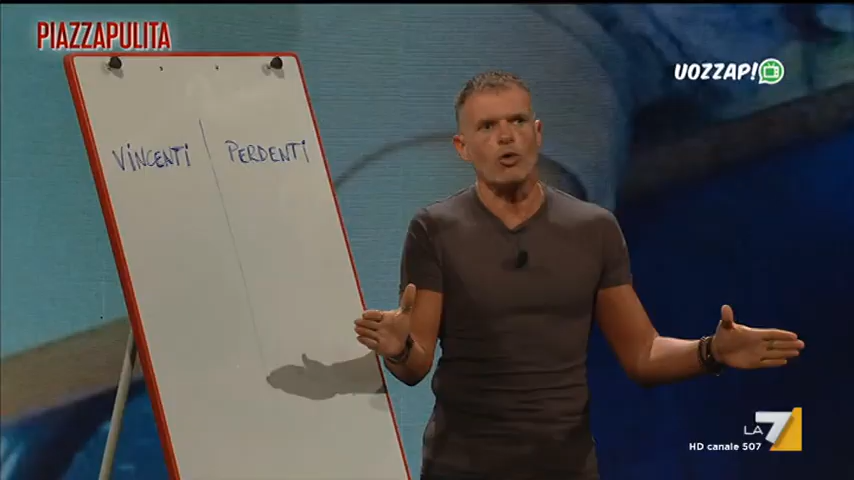 PIAZZAPULITA
UOZZAP!
VINCENTI
PERDENTI
LA 7
HD canale 507